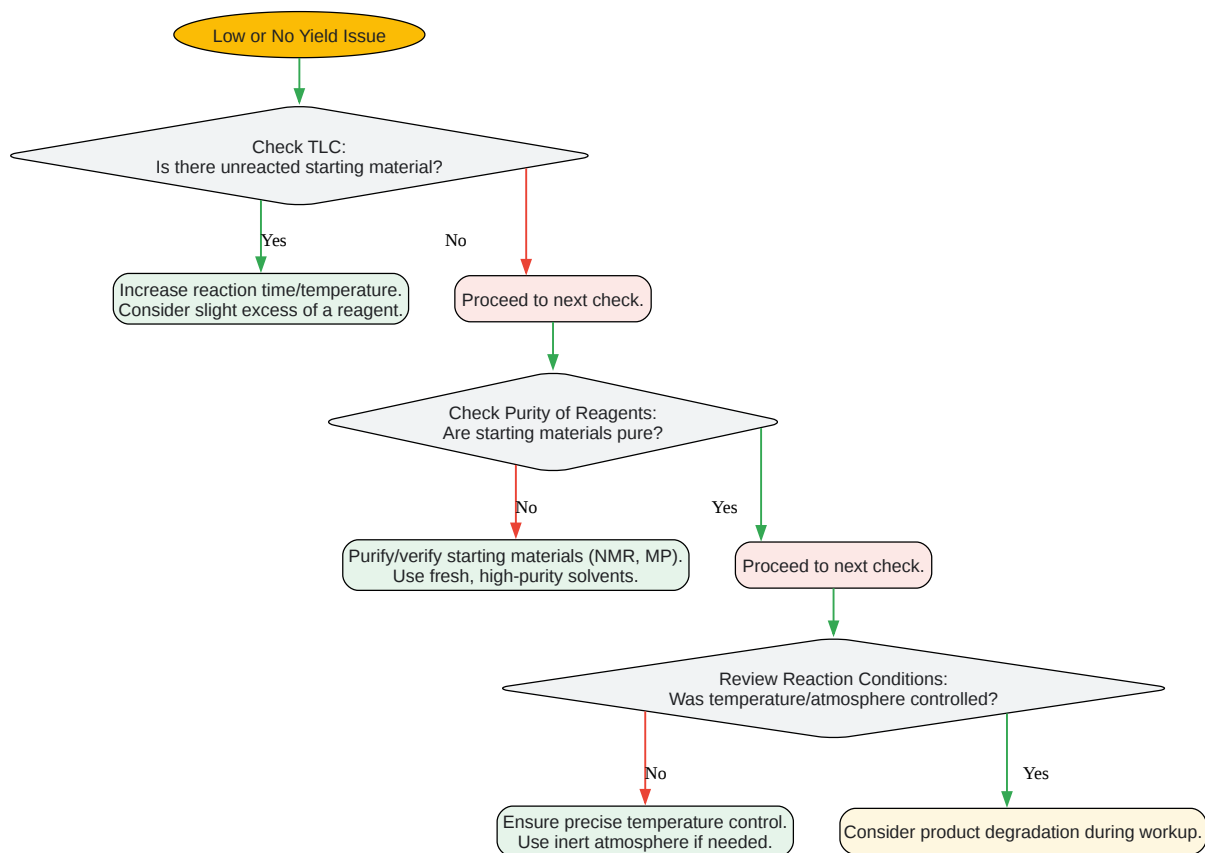 Low or No Yield Issue
Check TLC:
Is there unreacted starting material?
Yes
No
Increase reaction time/temperature.
Consider slight excess of a reagent.
Proceed to next check.
Check Purity of Reagents:
Are starting materials pure?
No
Yes
Purify/verify starting materials (NMR, MP).
Use fresh, high-purity solvents.
Proceed to next check.
Review Reaction Conditions:
Was temperature/atmosphere controlled?
No
Yes
Ensure precise temperature control.
Use inert atmosphere if needed.
Consider product degradation during workup.